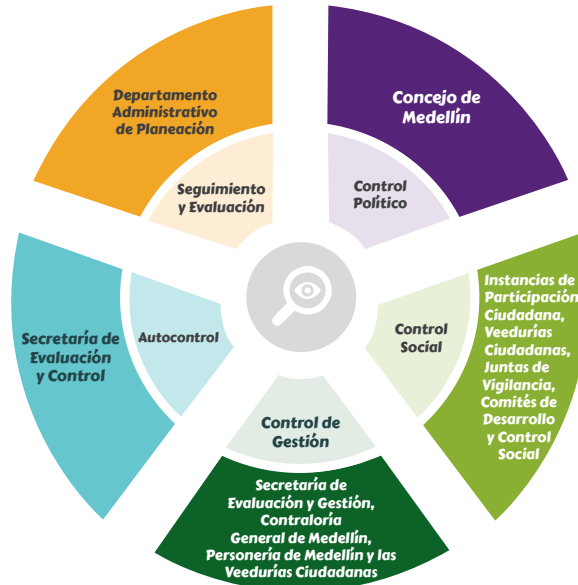 Departamento
Administrativo
de Planeación
Seguimiento
y Evaluación
Concejo de
Medellín
Control
Político
Instancias de
Participación
Ciudadana,
Veedurías
Ciudadanas,
Juntas de
Vigilancia,
Comités de
Desarrollo
y Control
Social
Control
Social
Control de
Gestión
Secretaría de
Evaluación y Gestión,
Contraloría
General de Medellín,
Personería de Medellín y las
Veedurías Ciudadanas
Secretaría de
Evaluación
y Control
Autocontrol